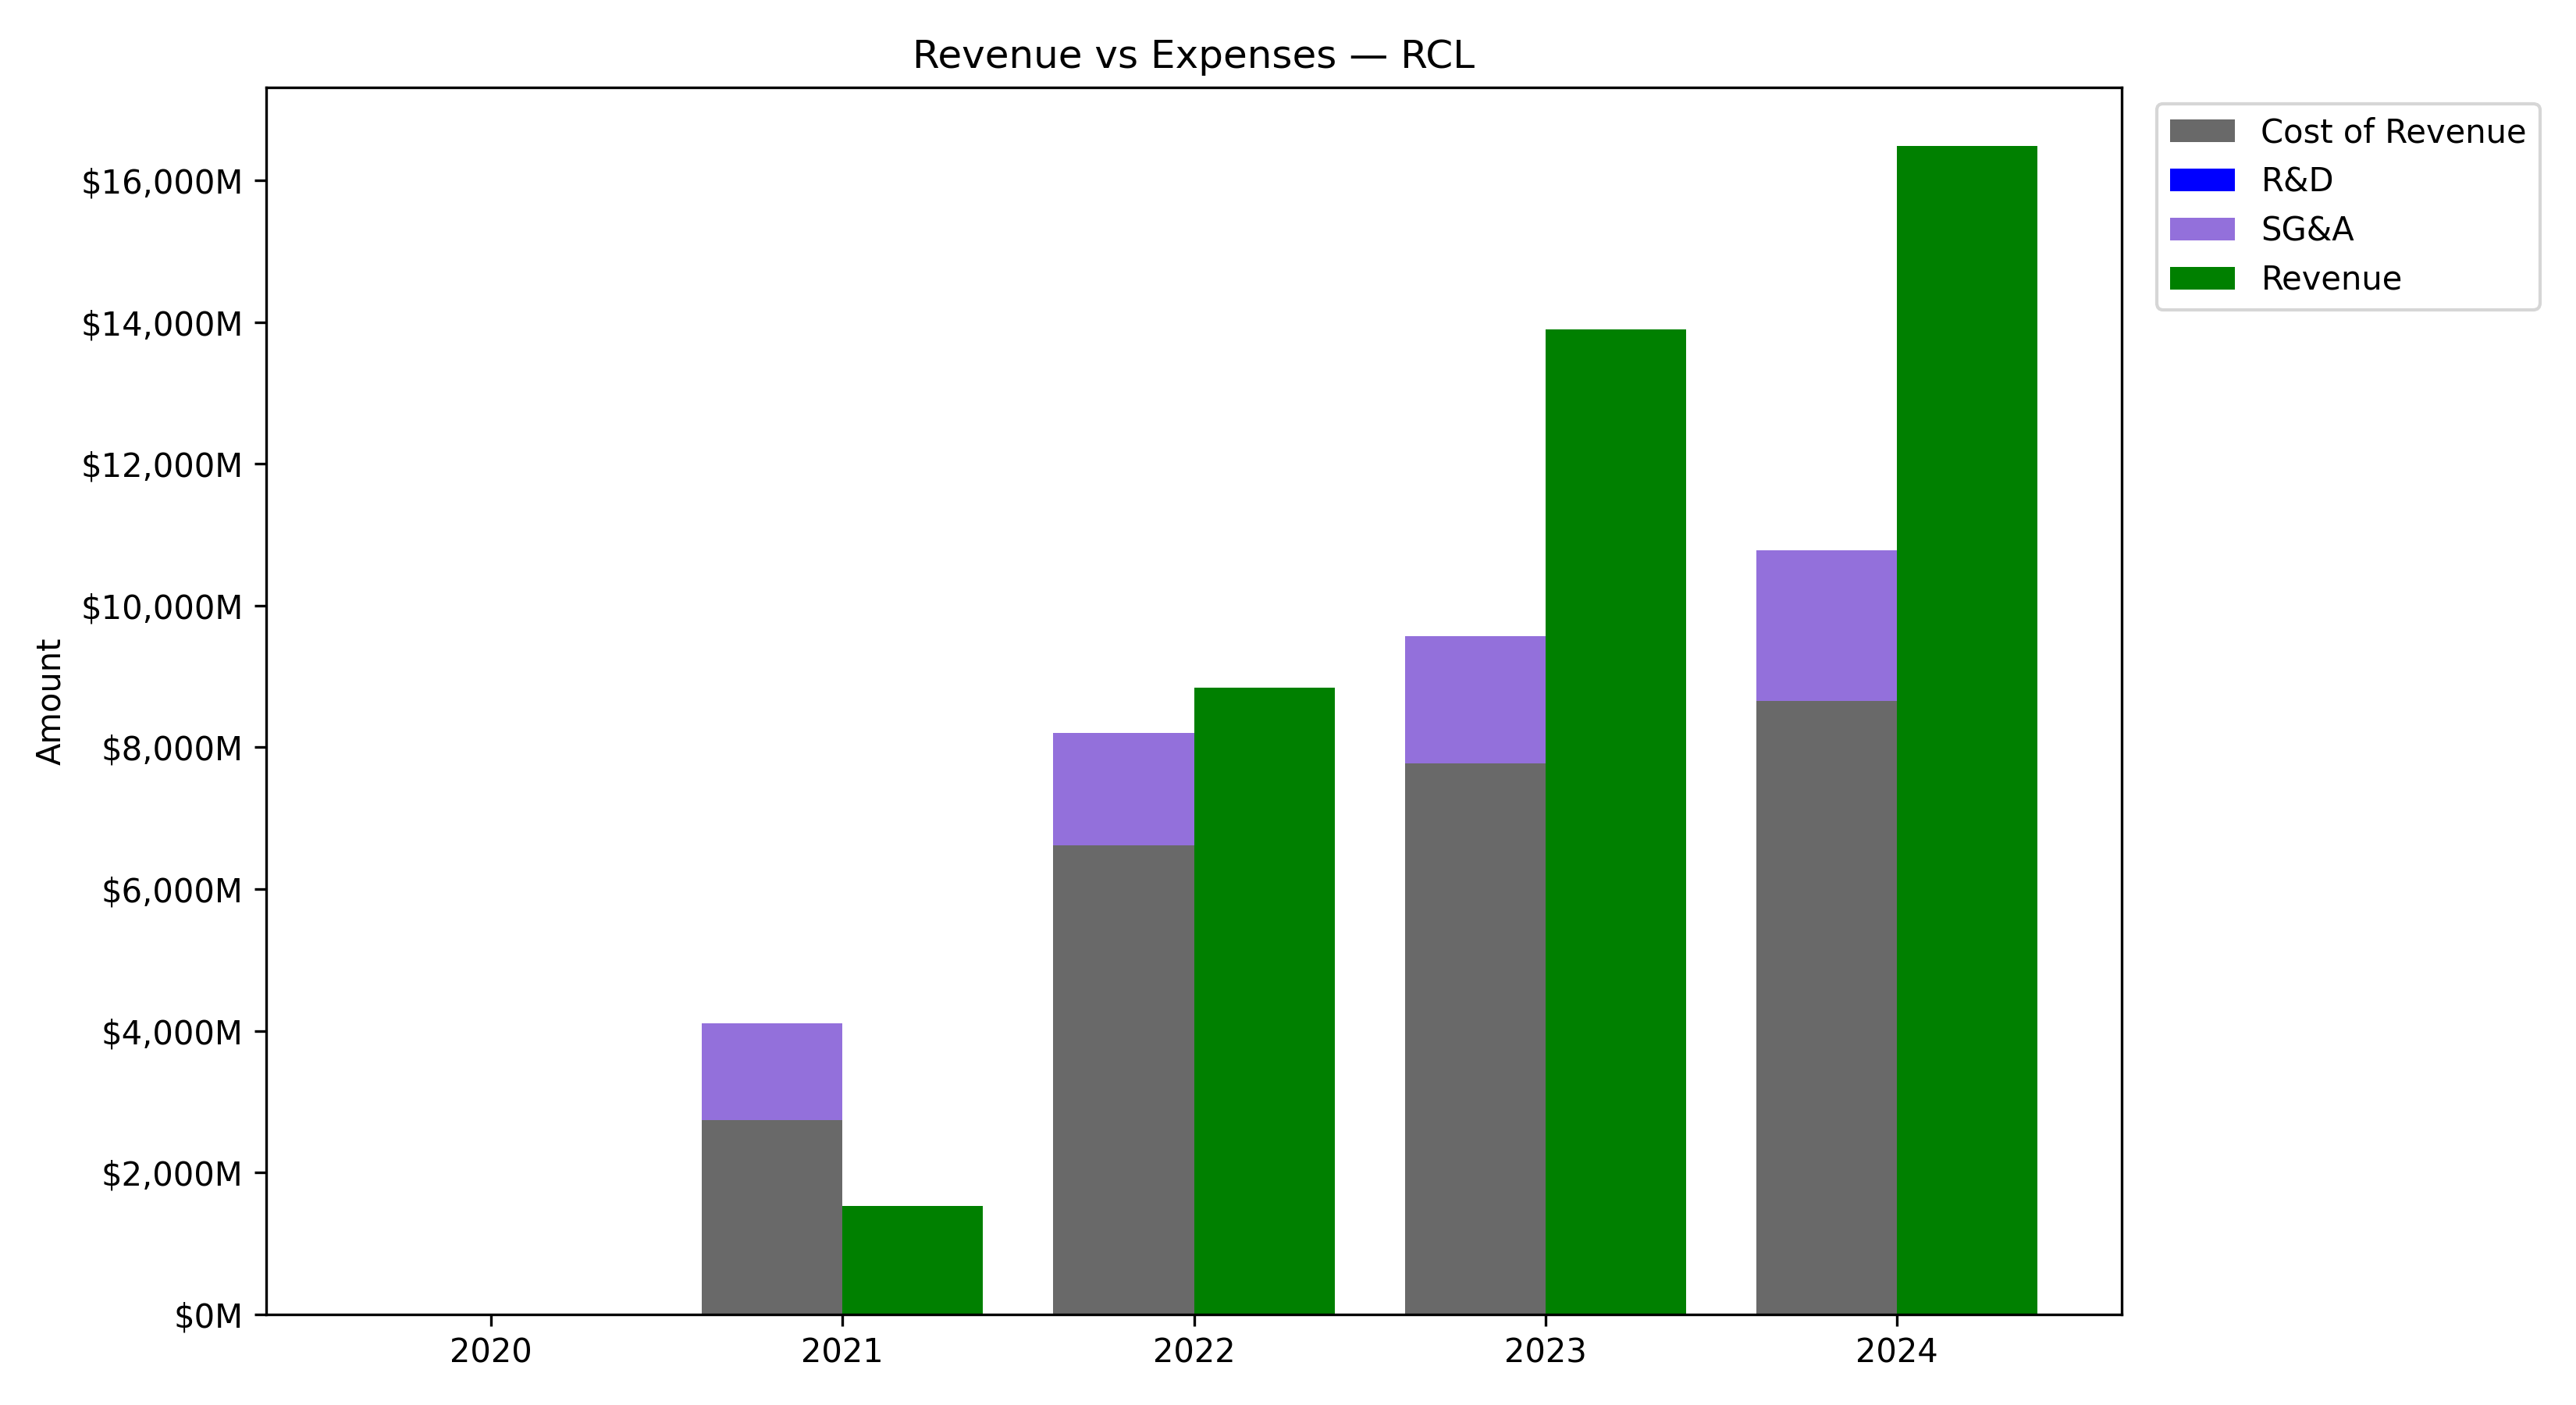 Revenue vs Expenses — RCL
Cost of Revenue
R&D
SG&A
Revenue
Amount
$16,000M
$14,000M
$12,000M
$10,000M
$8,000M
$6,000M
$4,000M
$2,000M
$0M
2020 2021 2022 2023 2024